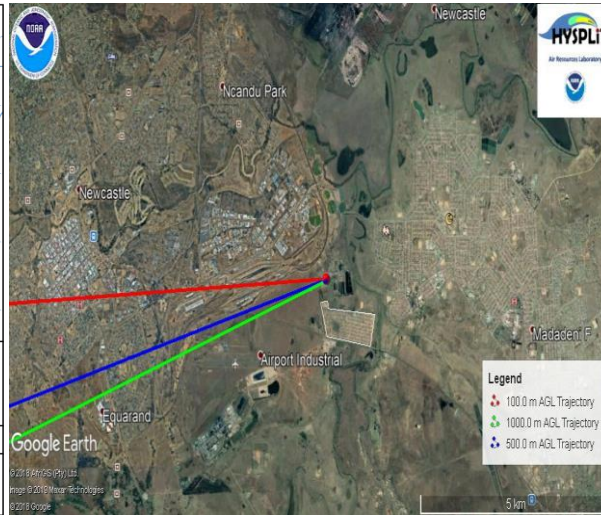 NOAA
Newcastle
HYSPLIT
Air Resources Laboratory
NOAA
Ncandu Park
Newcastle
Madadeni F
Airport Industrial
Legend
100.0 m AGL Trajectory
1000.0 m AGL Trajectory
500.0 m AGL Trajectory
Equarand
Google Earth
© 2018 AfriGIS (Pty) Ltd.
Image © 2019 Maxar Technologies
© 2018 Google
5 km